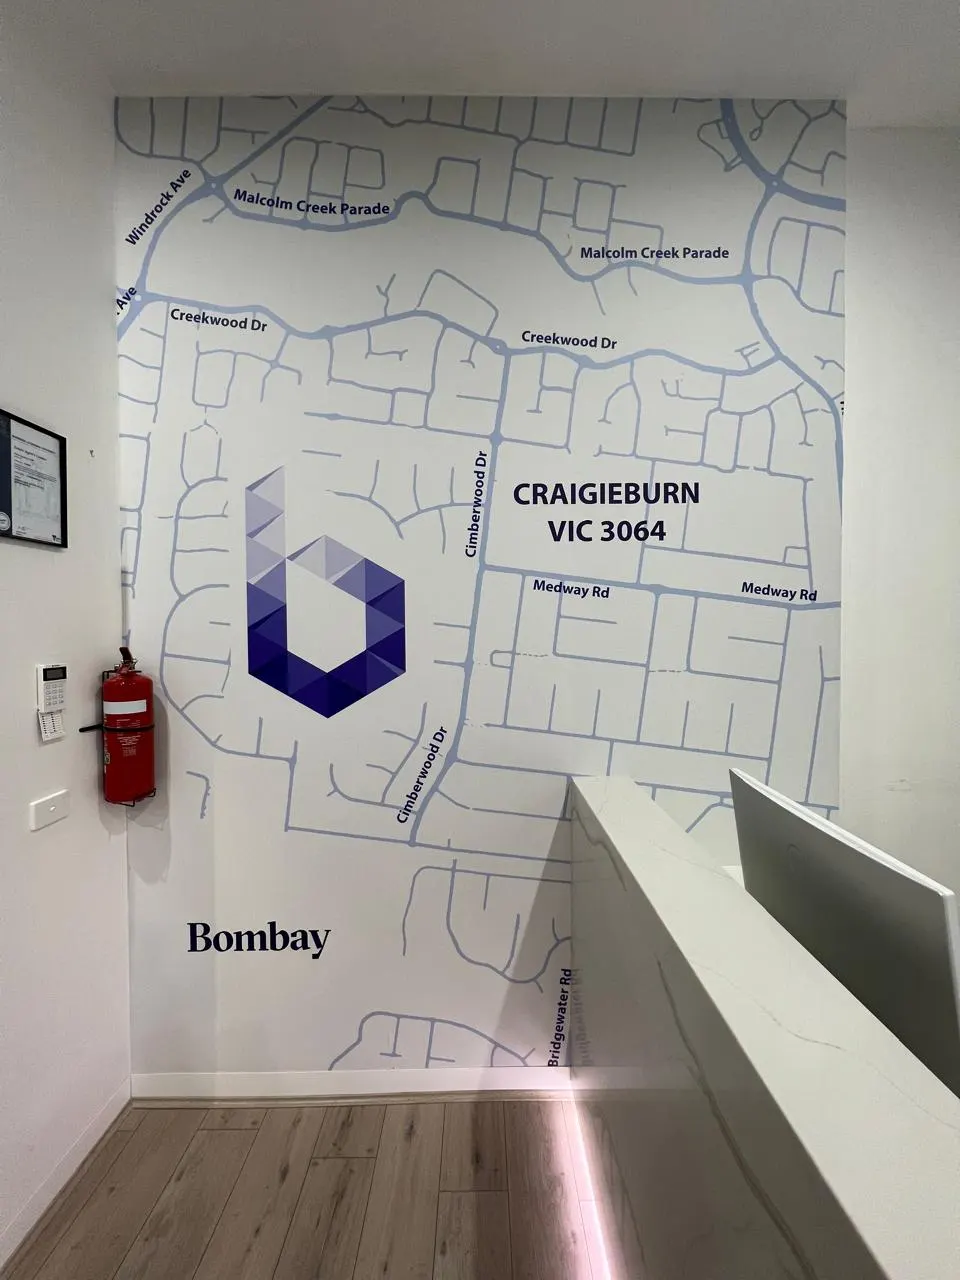 Windrock Ave
Malcolm Creek Parade
Malcolm Creek Parade
Ave
Creekwood Dr
Creekwood Dr
Cimberwood Dr
CRAIGIEBURN
VIC 3064
Medway Rd
Medway Rd
Cimberwood Dr
Bombay
Bridgewater Rd